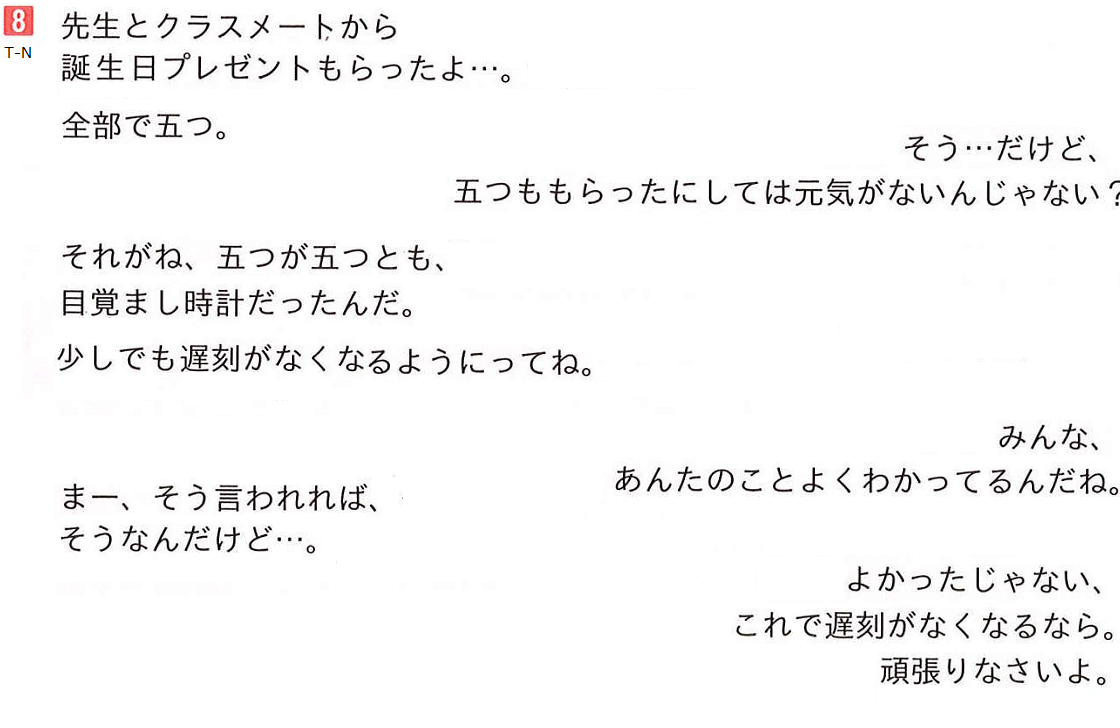 8
T-N
先生とクラスメートから
誕生日プレゼントもらったよ…。
全部で五つ。
そう…だけど、
五つももらったにしては元気がないんじゃない？
それがね、五つが五つとも、
目覚まし時計だったんだ。
少しでも遅刻がなくなるようにってね。
みんな、
あんたのことよくわかってるんだね。
まー、そう言われれば、
そうなんだけど…。
よかったじゃない、
これで遅刻がなくなるなら。
頑張りなさいよ。